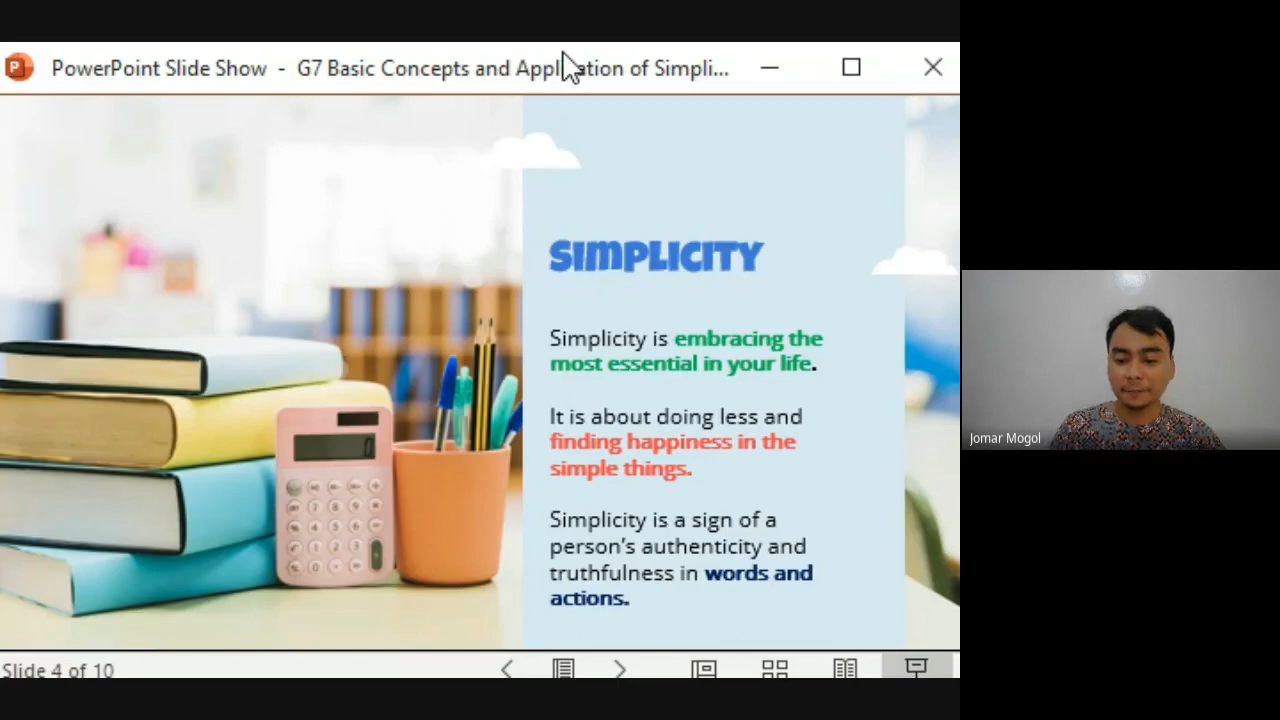 PowerPoint Slide Show - G7 Basic Concepts and Application of Simpli...
SIMPLICITY
Simplicity is embracing the
most essential in your life.
It is about doing less and
finding happiness in the
simple things.
Simplicity is a sign of a
person's authenticity and
truthfulness in words and
actions.
Slide 4 of 10
Jomar Mogol